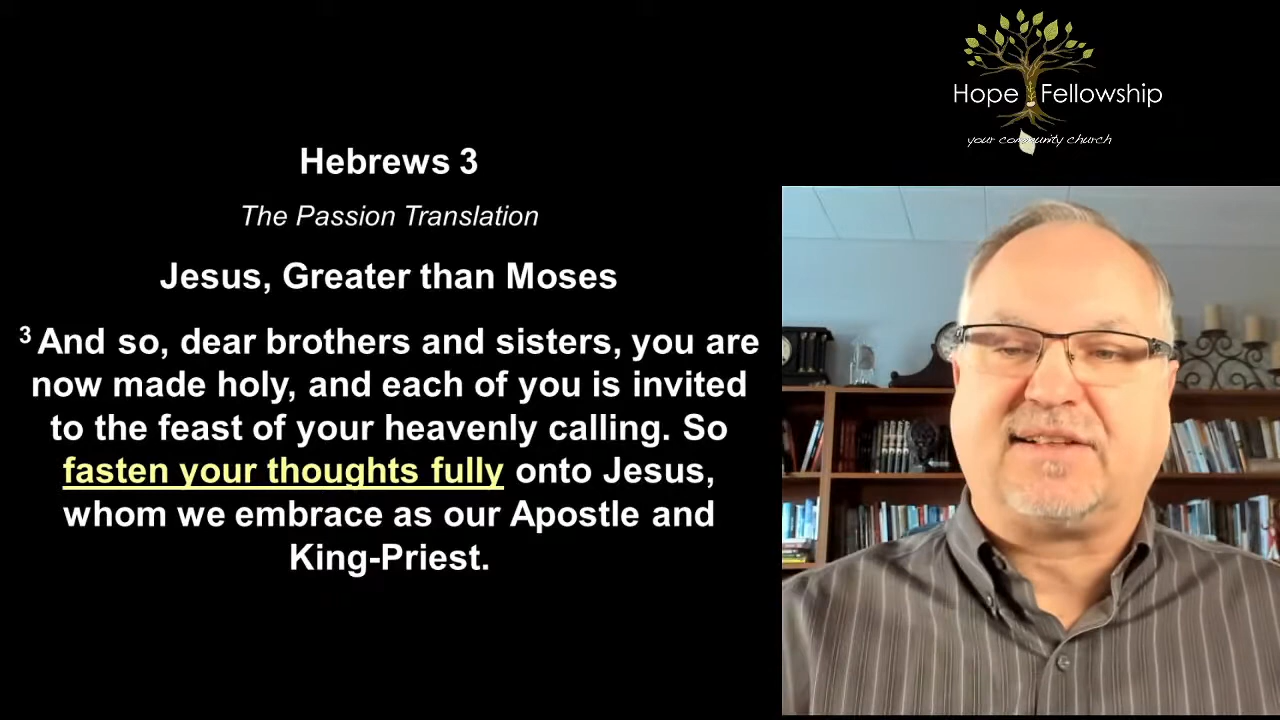 Hope Fellowship
your community church
Hebrews 3
The Passion Translation
Jesus, Greater than Moses
3 And so, dear brothers and sisters, you are
now made holy, and each of you is invited
to the feast of your heavenly calling. So
fasten your thoughts fully onto Jesus,
whom we embrace as our Apostle and
King-Priest.